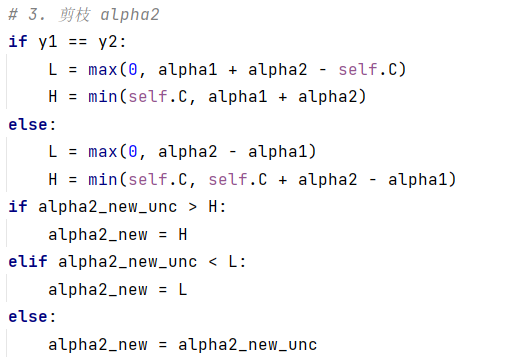 # 3. 剪枝 alpha2
if y1 == y2:
    L = max(0, alpha1 + alpha2 - self.C)
    H = min(self.C, alpha1 + alpha2)
else:
    L = max(0, alpha2 - alpha1)
    H = min(self.C, self.C + alpha2 - alpha1)
if alpha2_new_unc > H:
    alpha2_new = H
elif alpha2_new_unc < L:
    alpha2_new = L
else:
    alpha2_new = alpha2_new_unc